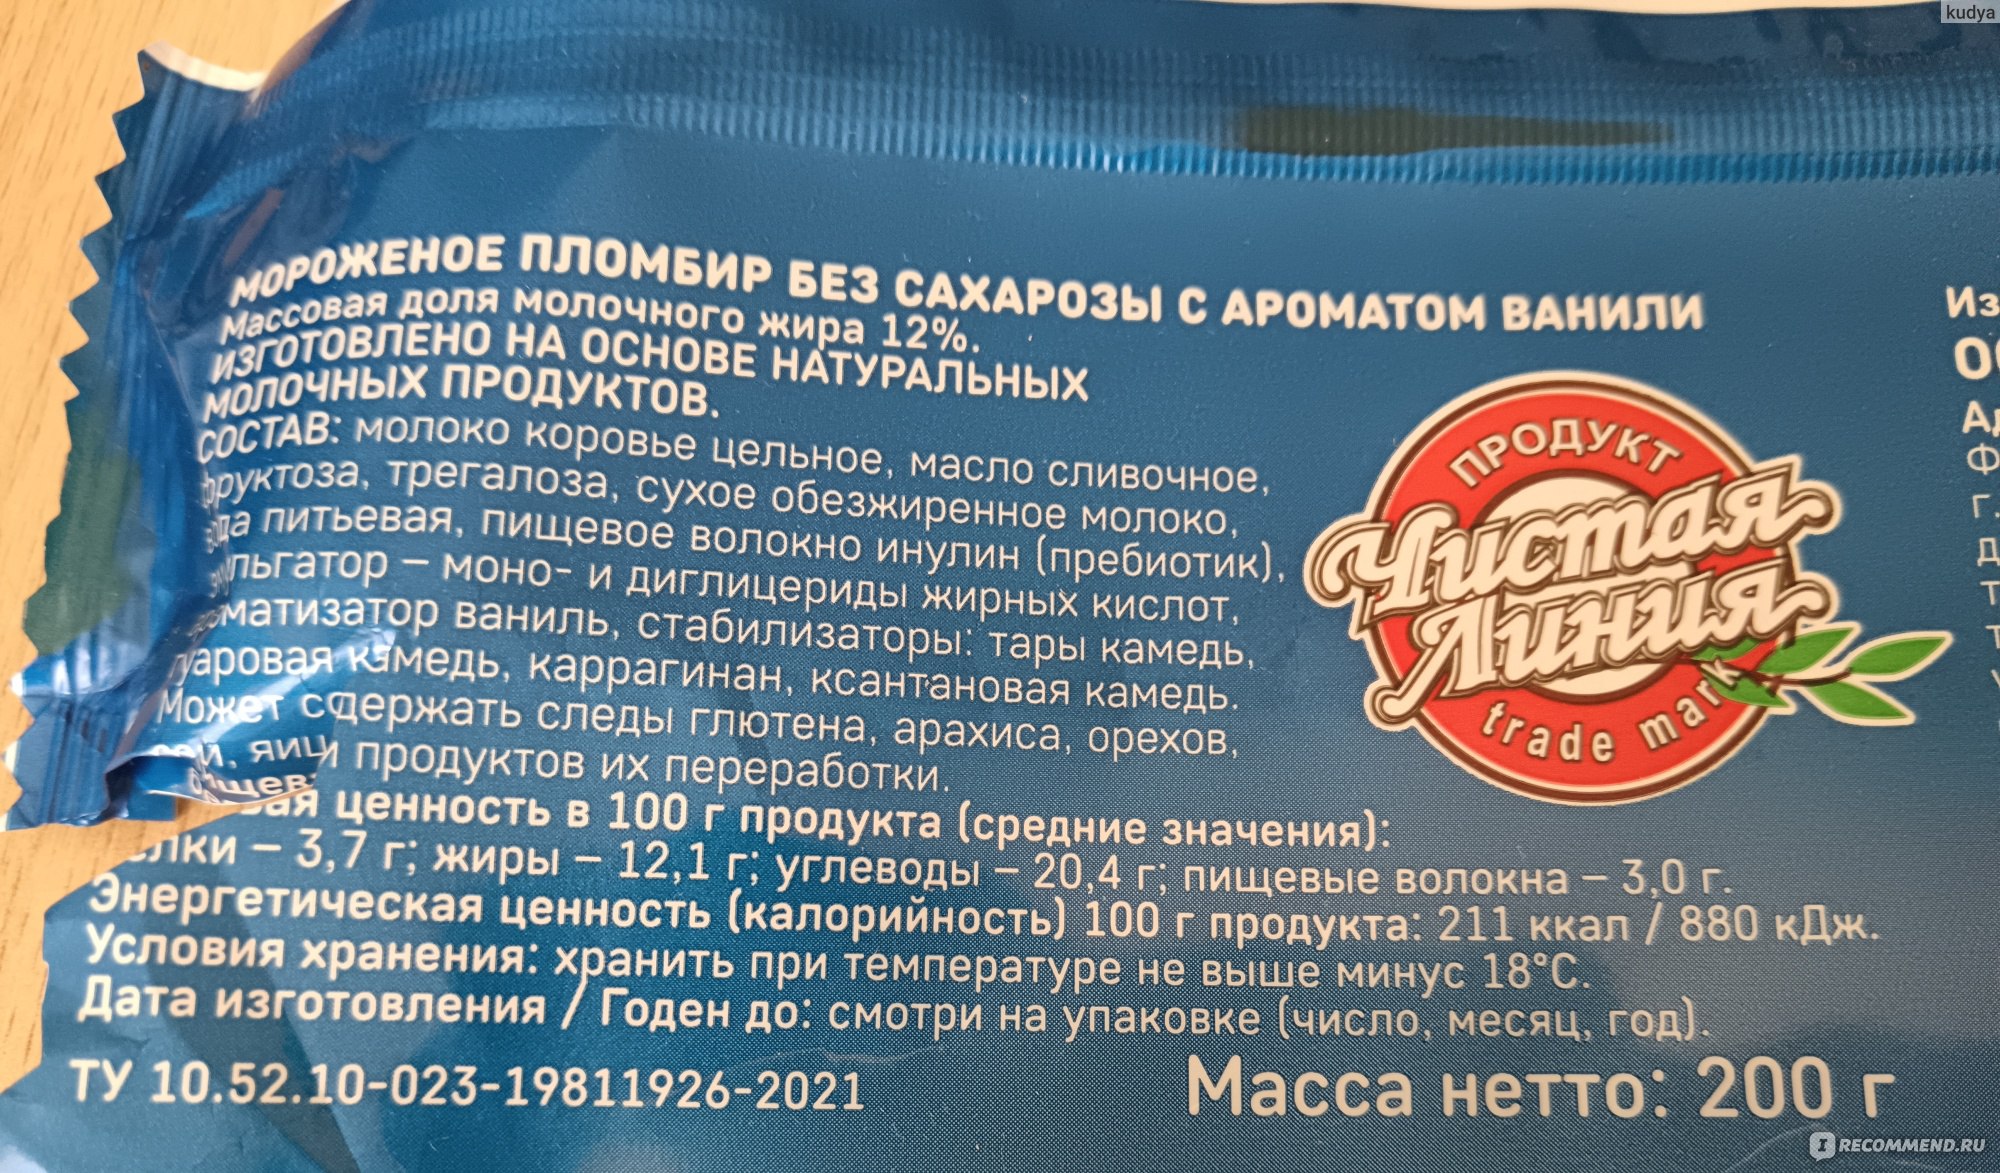 kudya
МОРОЖЕНОЕ ПЛОМБИР БЕЗ САХАРОЗЫ С АРОМАТОМ ВАНИЛИ
Массовая доля молочного жира 12%.
ИЗГОТОВЛЕНО НА ОСНОВЕ НАТУРАЛЬНЫХ
МОЛОЧНЫХ ПРОДУКТОВ.
СОСТАВ: молоко коровье цельное, масло сливочное,
фруктоза, трегалоза, сухое обезжиренное молоко,
вода питьевая, пищевое волокно инулин (пребиотик),
эмульгатор – моно- и диглицериды жирных кислот,
ароматизатор ваниль, стабилизаторы: тары камедь,
гуаровая камедь, каррагинан, ксантановая камедь.
Может содержать следы глютена, арахиса, орехов,
яиц и продуктов их переработки.
ценность в 100 г продукта (средние значения):
– 3,7 г; жиры – 12,1 г; углеводы – 20,4 г; пищевые волокна – 3,0 г.
Энергетическая ценность (калорийность) 100 г продукта: 211 ккал / 880 кДж.
Условия хранения: хранить при температуре не выше минус 18°С.
Дата изготовления / Годен до: смотри на упаковке (число, месяц, год).
ТУ 10.52.10-023-19811926-2021
Масса нетто: 200 г
ПРОДУКТ
Чистая
Линия
trade mark
I RECOMMEND.RU